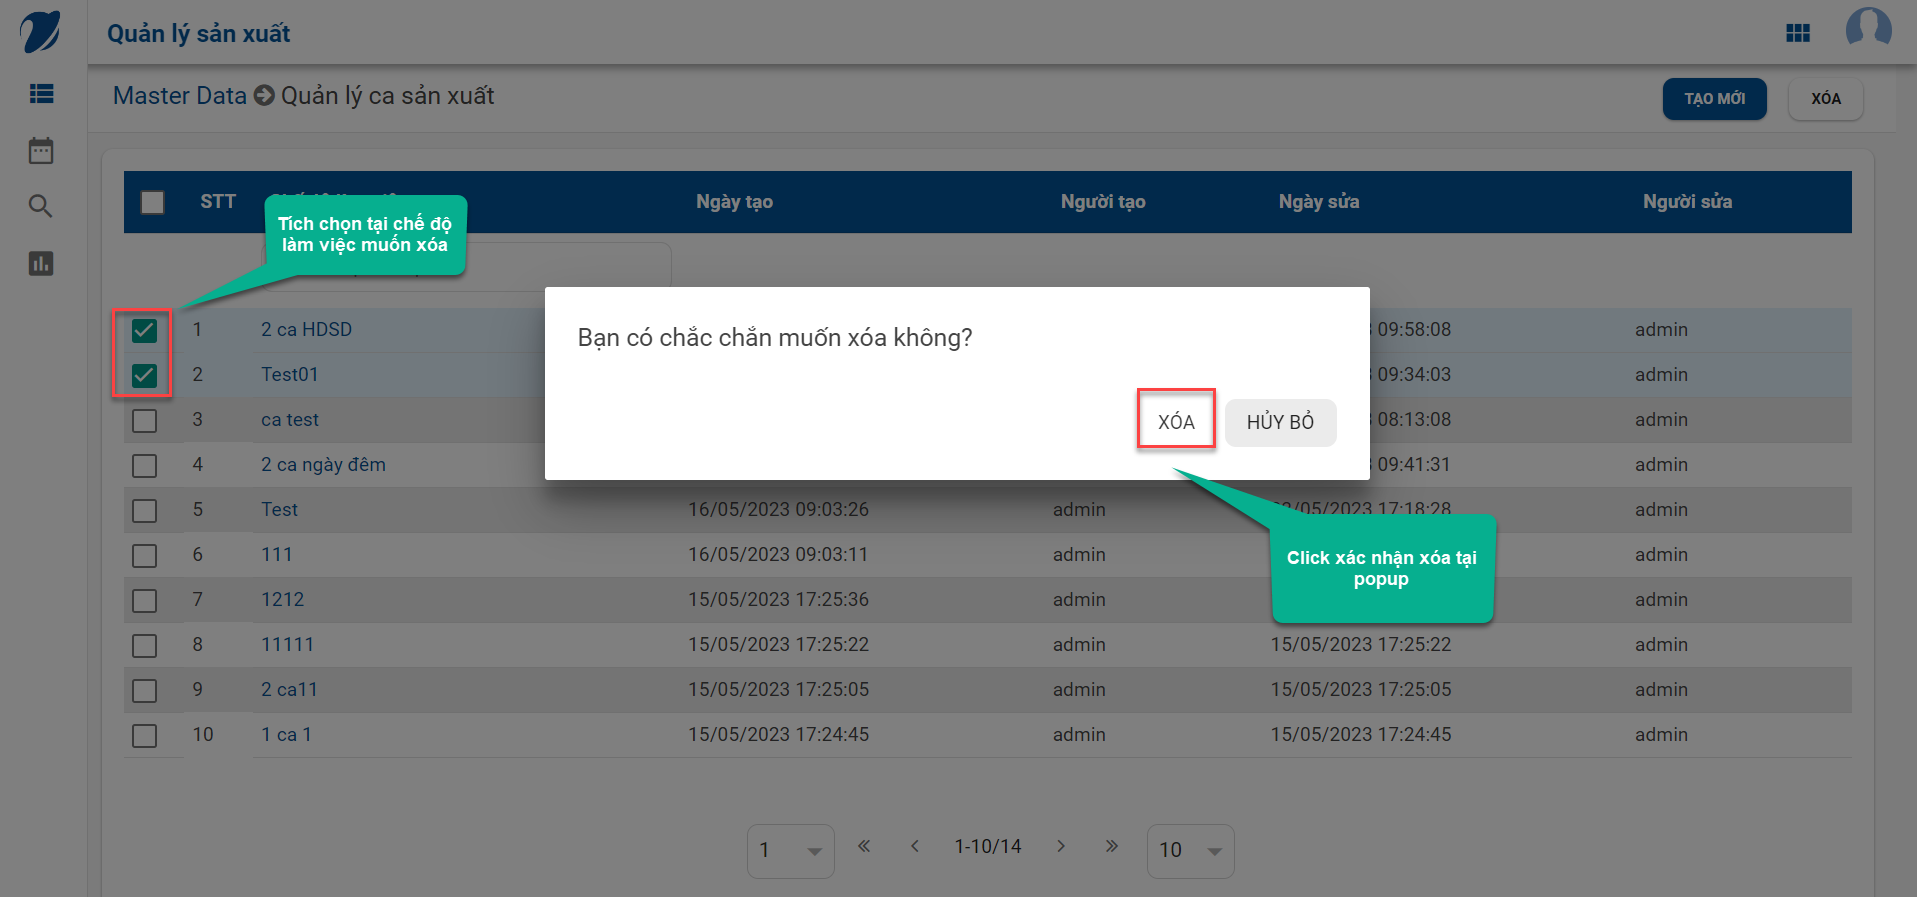 Quản lý sản xuất
Master Data Quản lý ca sản xuất
TẠO MỚI
XÓA
STT Ngày tạo Người tạo Ngày sửa Người sửa
Tích chọn tại chế độ
làm việc muốn xóa
1 2 ca HDSD 09:58:08 admin
2 Test01 09:34:03 admin
3 ca test 08:13:08 admin
4 2 ca ngày đêm 09:41:31 admin
Bạn có chắc chắn muốn xóa không?
XÓA
HỦY BỎ
5 Test 16/05/2023 09:03:26 admin /05/2023 17:18:28 admin
6 111 16/05/2023 09:03:11 admin admin
Click xác nhận xóa tại
popup
7 1212 15/05/2023 17:25:36 admin admin
8 11111 15/05/2023 17:25:22 admin 15/05/2023 17:25:22 admin
9 2 ca11 15/05/2023 17:25:05 admin 15/05/2023 17:25:05 admin
10 1 ca 1 15/05/2023 17:24:45 admin 15/05/2023 17:24:45 admin
1 « ‹ 1-10/14 › » 10